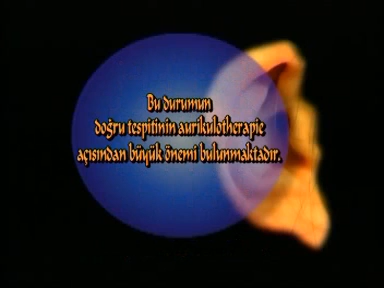 Bu durumun
doğru tespitinin aurikulotherapie
açısından büyük önemi bulunmaktadır.